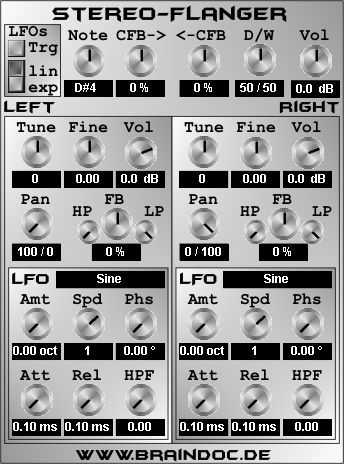 STEREO-FLANGER
LFOs
Trg
lin
exp
Note CFB-> <-CFB D/W Vol
D#4 0 % 0 % 50 / 50 0.0 dB
LEFT RIGHT
Tune Fine Vol Tune Fine Vol
0 0.00 0.0 dB 0 0.00 0.0 dB
Pan HP FB LP Pan HP FB LP
100 / 0 0 % 0 / 100 0 %
LFO Sine LFO Sine
Amt Spd Phs Amt Spd Phs
0.00 oct 1 0.00 ° 0.00 oct 1 0.00 °
Att Rel HPF Att Rel HPF
0.10 ms 0.10 ms 0.00 0.10 ms 0.10 ms 0.00
WWW.BRAINDOC.DE